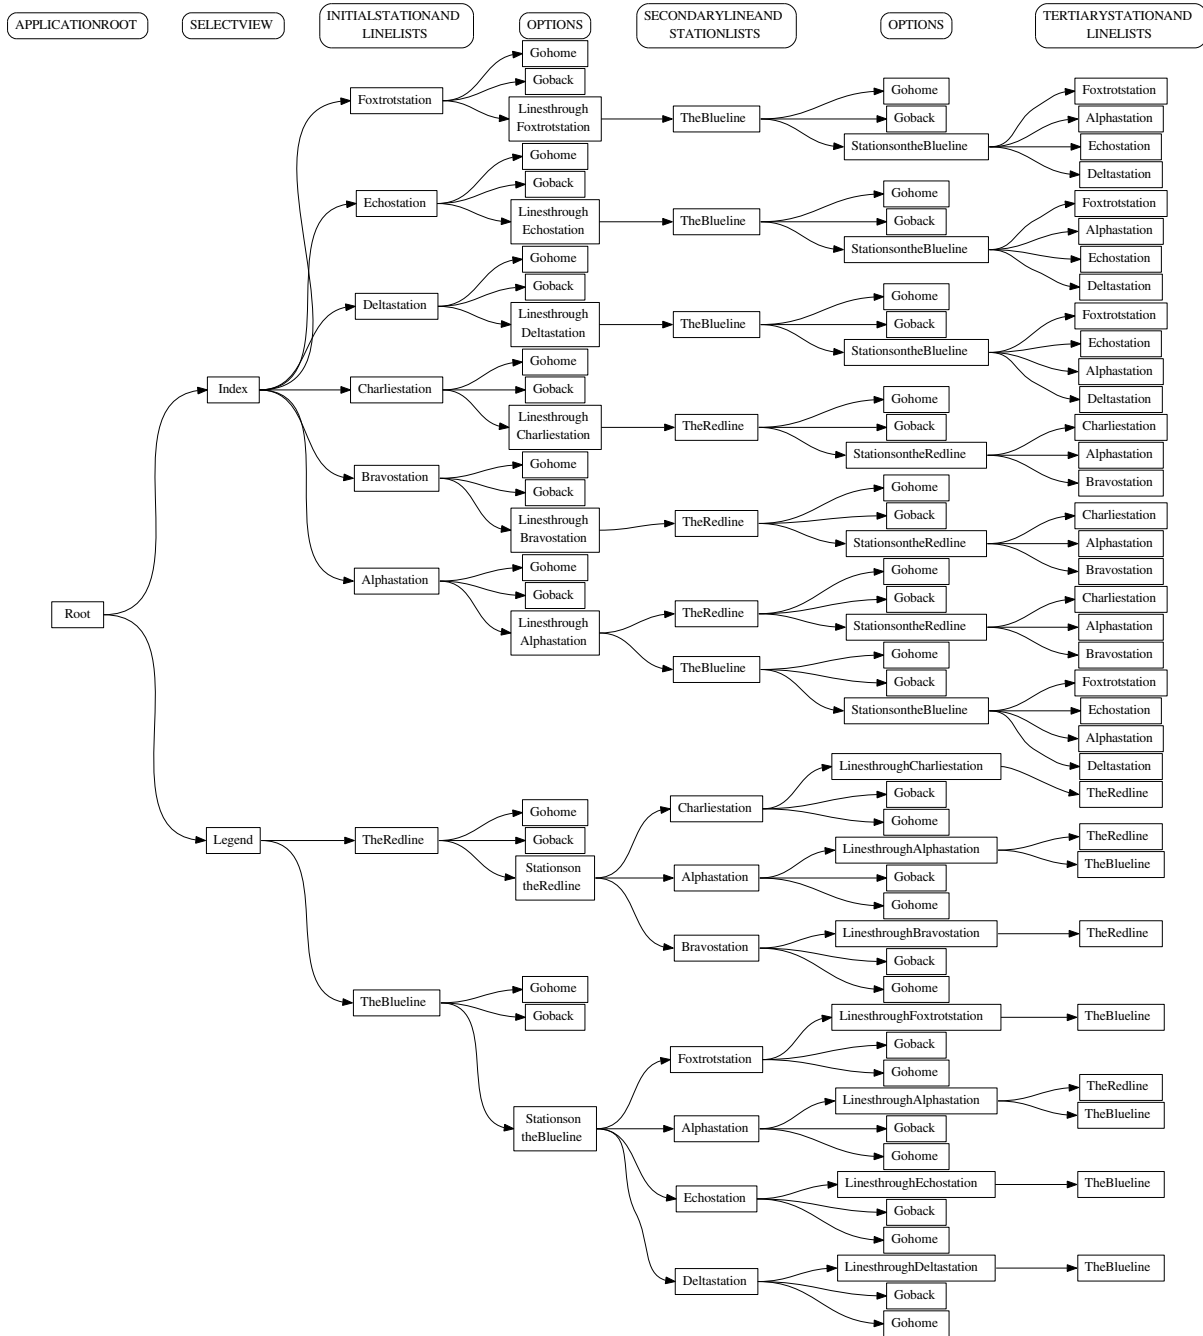 APPLICATIONROOT
SELECTVIEW
INITIALSTATIONAND
LINELISTS
OPTIONS
SECONDARYLINEAND
STATIONLISTS
OPTIONS
TERTIARYSTATIONAND
LINELISTS
Root
Index
Legend
Foxtrotstation
Echostation
Deltastation
Charliestation
Bravostation
Alphastation
TheRedline
TheBlueline
Gohome
Goback
Linesthrough
Foxtrotstation
Gohome
Goback
Linesthrough
Echostation
Gohome
Goback
Linesthrough
Deltastation
Gohome
Goback
Linesthrough
Charliestation
Gohome
Goback
Linesthrough
Bravostation
Gohome
Goback
Linesthrough
Alphastation
Gohome
Goback
Stationson
theRedline
Gohome
Goback
Stationson
theBlueline
TheBlueline
TheBlueline
TheBlueline
TheRedline
TheRedline
TheRedline
TheBlueline
Charliestation
Alphastation
Bravostation
Foxtrotstation
Alphastation
Echostation
Deltastation
Gohome
Goback
StationsontheBlueline
Gohome
Goback
StationsontheBlueline
Gohome
Goback
StationsontheBlueline
Gohome
Goback
StationsontheRedline
Gohome
Goback
StationsontheRedline
Gohome
Goback
StationsontheRedline
Gohome
Goback
StationsontheBlueline
LinesthroughCharliestation
Goback
Gohome
LinesthroughAlphastation
Goback
Gohome
LinesthroughBravostation
Goback
Gohome
LinesthroughFoxtrotstation
Goback
Gohome
LinesthroughAlphastation
Goback
Gohome
LinesthroughEchostation
Goback
Gohome
LinesthroughDeltastation
Goback
Gohome
Foxtrotstation
Alphastation
Echostation
Deltastation
Foxtrotstation
Alphastation
Echostation
Deltastation
Foxtrotstation
Echostation
Alphastation
Deltastation
Charliestation
Alphastation
Bravostation
Charliestation
Alphastation
Bravostation
Charliestation
Alphastation
Bravostation
Foxtrotstation
Echostation
Alphastation
Deltastation
TheRedline
TheRedline
TheBlueline
TheRedline
TheBlueline
TheRedline
TheBlueline
TheBlueline
TheBlueline